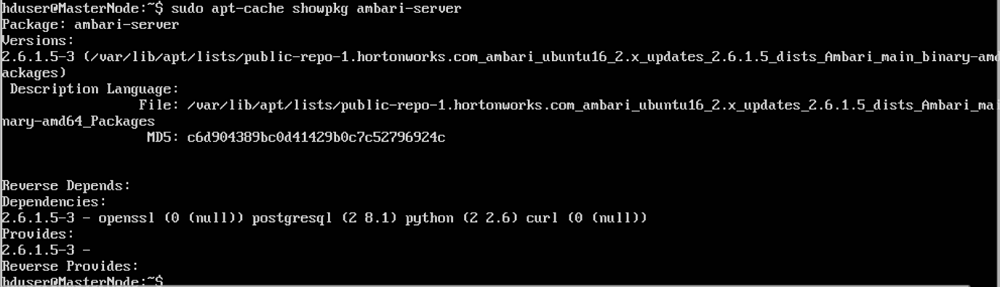 hduser@MasterNode:~$ sudo apt-cache showpkg ambari-server
Package: ambari-server
Versions:
2.6.1.5-3 (/var/lib/apt/lists/public-repo-1.hortonworks.com_ambari_ubuntu16_2.x_updates_2.6.1.5_dists_Ambari_main_binary-amd
ackages)
 Description Language:
                 File: /var/lib/apt/lists/public-repo-1.hortonworks.com_ambari_ubuntu16_2.x_updates_2.6.1.5_dists_Ambari_ma
nary-amd64_Packages
                  MD5: c6d904389bc0d41429b0c7c52796924c
Reverse Depends:
Dependencies:
2.6.1.5-3 - openssl (0 (null)) postgresql (2 8.1) python (2 2.6) curl (0 (null))
Provides:
2.6.1.5-3 -
Reverse Provides:
hduser@MasterNode:~$